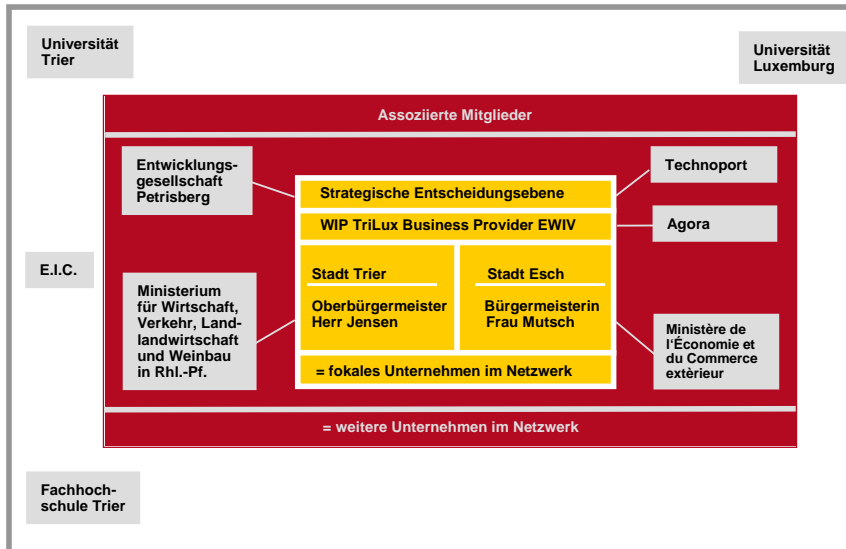 Universität
Trier
Universität
Luxemburg
Assoziierte Mitglieder
Entwicklungs-
gesellschaft
Petrisberg
Technoport
Strategische Entscheidungsebene
WIP TriLux Business Provider EWIV
Agora
E.I.C.
Stadt Trier
Oberbürgermeister
Herr Jensen
Stadt Esch
Bürgermeisterin
Frau Mutsch
Ministerium
für Wirtschaft,
Verkehr, Land-
landwirtschaft
und Weinbau
in Rhl.-Pf.
Ministère de
l‘Économie et
du Commerce
extèrieur
= fokales Unternehmen im Netzwerk
= weitere Unternehmen im Netzwerk
Fachhoch-
schule Trier